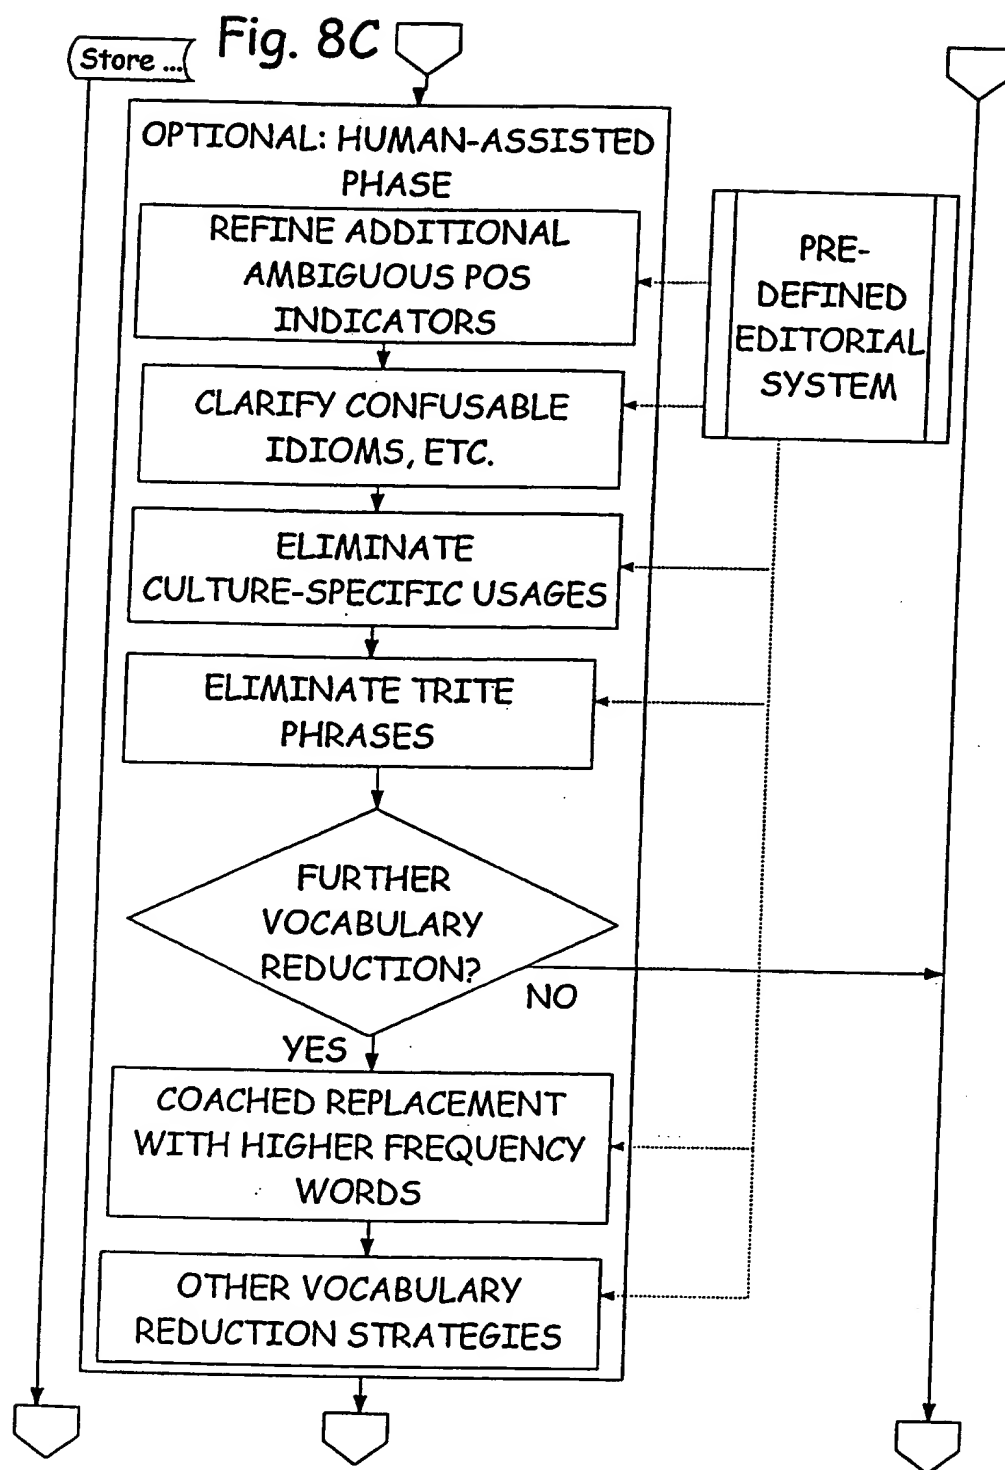 Fig. 8C
Store ...
OPTIONAL: HUMAN-ASSISTED
PHASE
REFINE ADDITIONAL
AMBIGUOUS POS
INDICATORS
PRE-
DEFINED
EDITORIAL
SYSTEM
CLARIFY CONFUSABLE
IDIOMS, ETC.
ELIMINATE
CULTURE-SPECIFIC USAGES
ELIMINATE TRITE
PHRASES
FURTHER
VOCABULARY
REDUCTION?
NO
YES
COACHED REPLACEMENT
WITH HIGHER FREQUENCY
WORDS
OTHER VOCABULARY
REDUCTION STRATEGIES